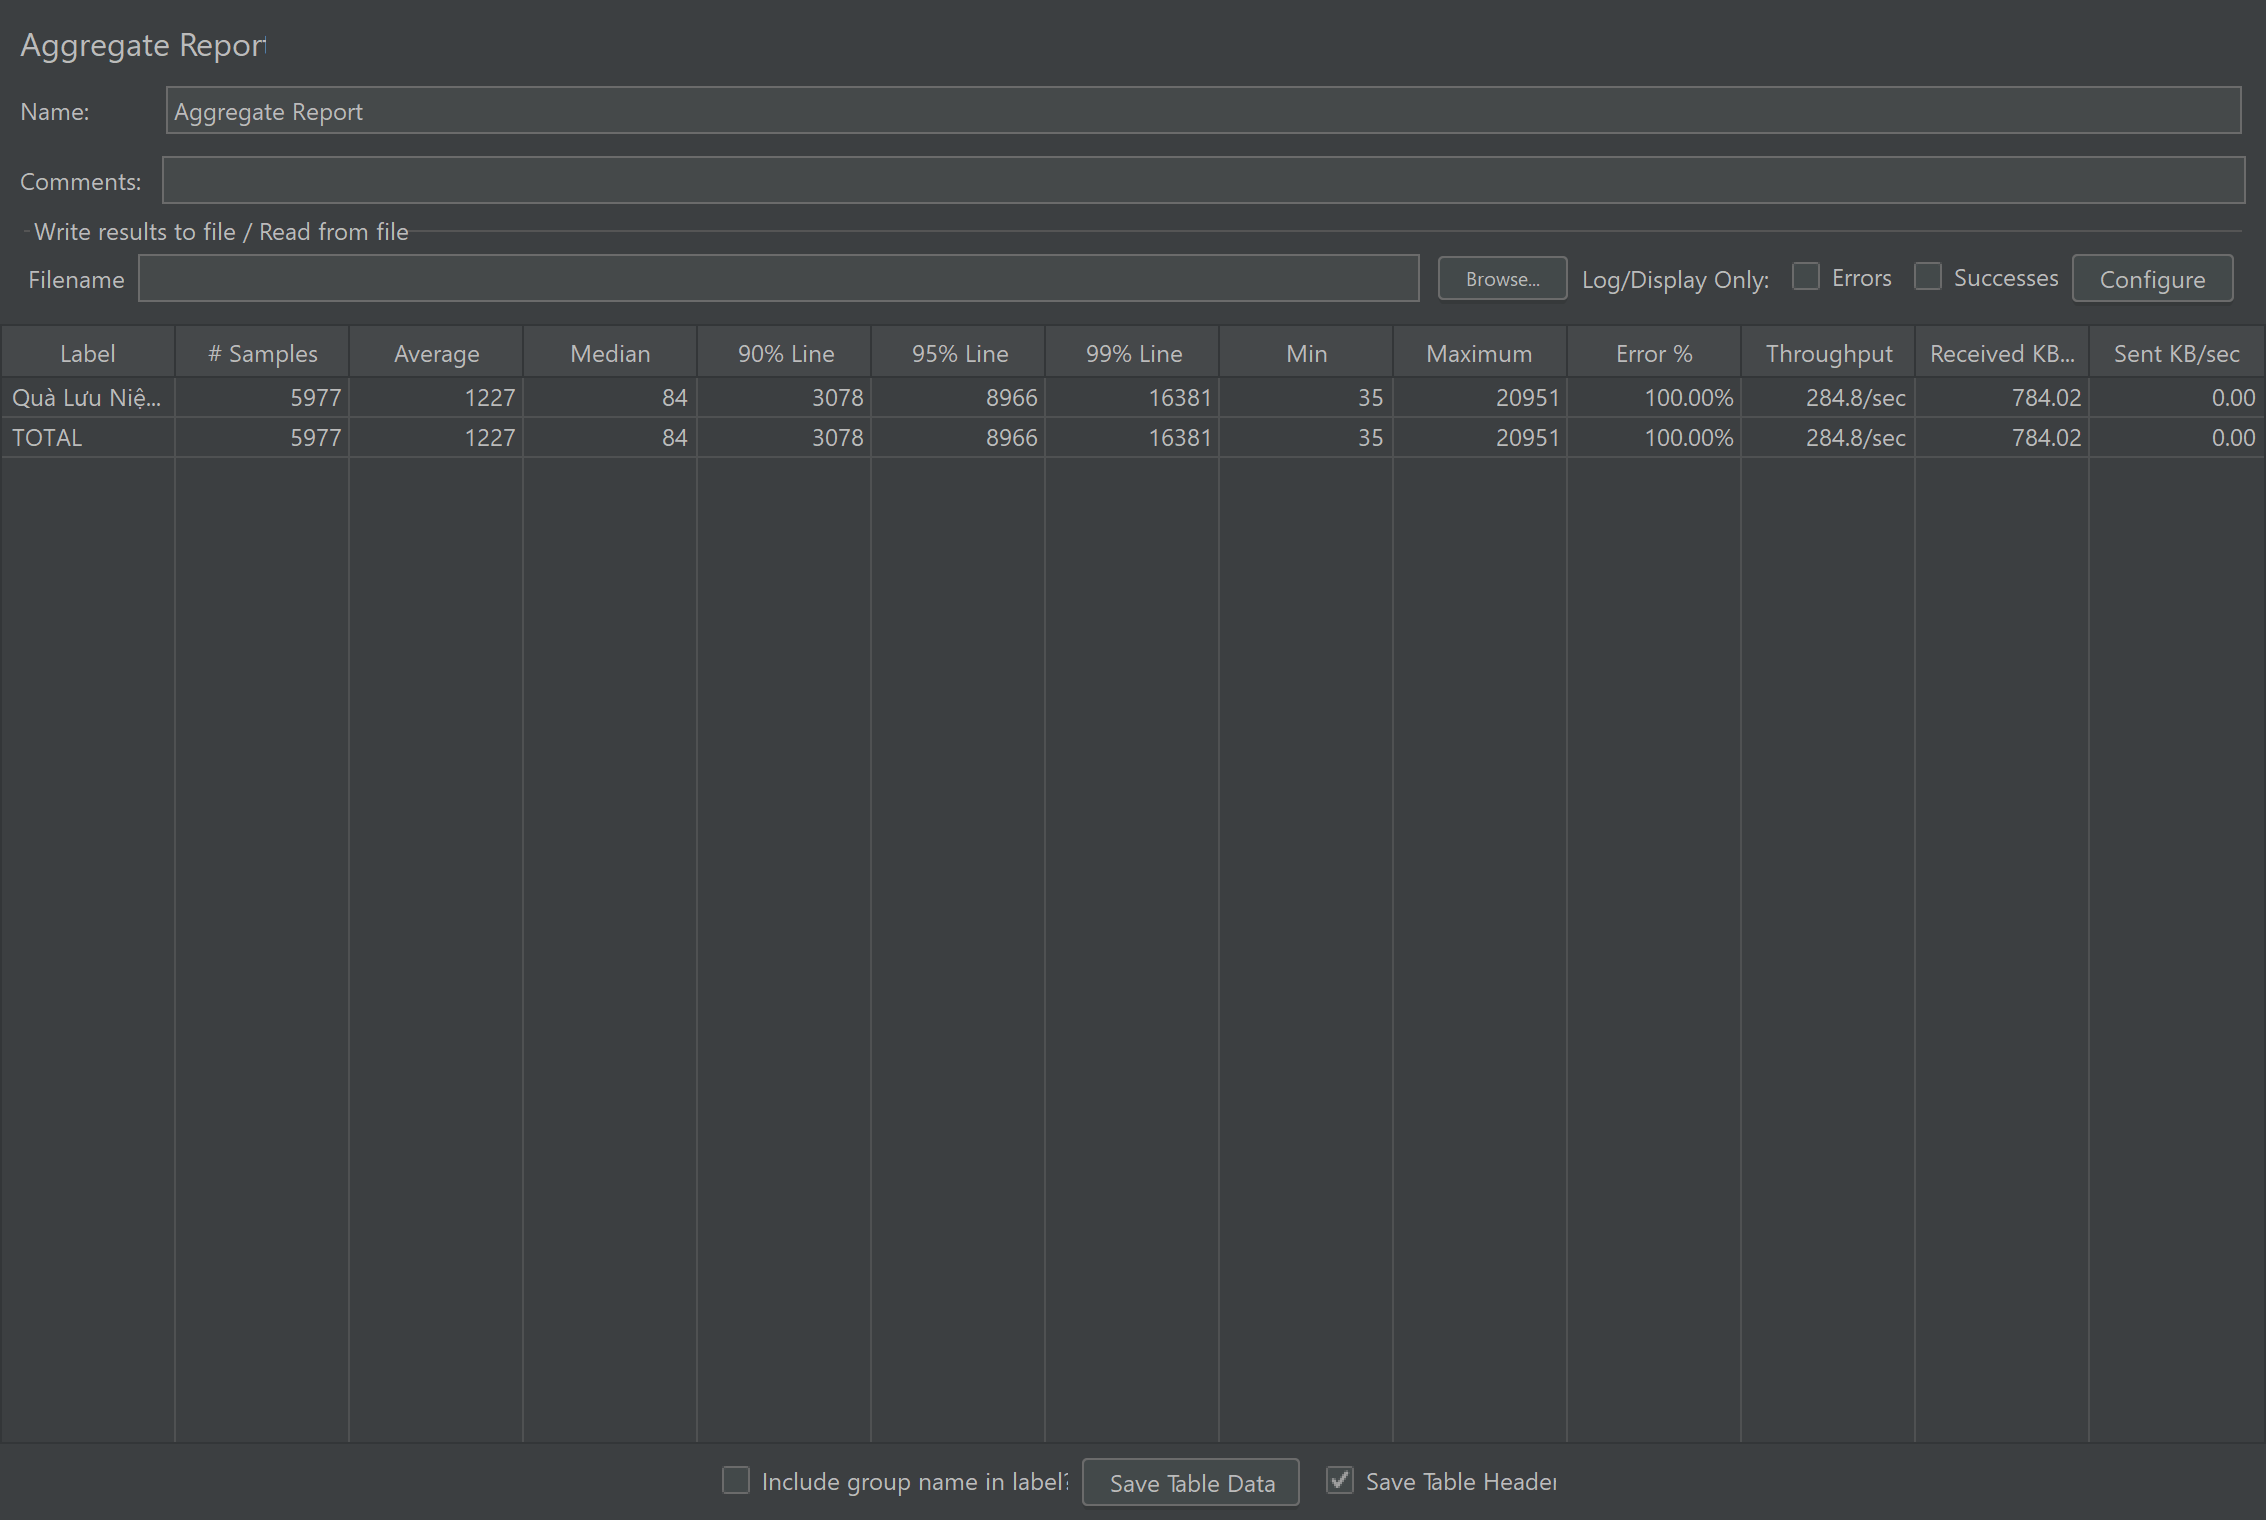 Aggregate Report
Name: Aggregate Report
Comments:
Write results to file / Read from file
Filename Browse... Log/Display Only: Errors Successes Configure
Label # Samples Average Median 90% Line 95% Line 99% Line Min Maximum Error % Throughput Received KB... Sent KB/sec
Quà Lưu Niệ... 5977 1227 84 3078 8966 16381 35 20951 100.00% 284.8/sec 784.02 0.00
TOTAL 5977 1227 84 3078 8966 16381 35 20951 100.00% 284.8/sec 784.02 0.00
Include group name in label? Save Table Data Save Table Header